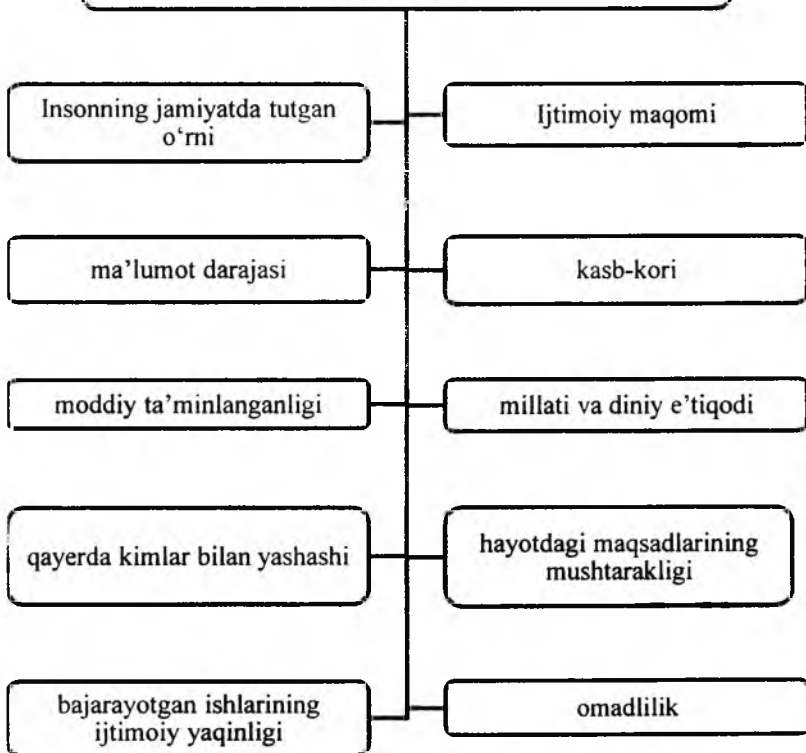 Insonning jamiyatda tutgan
o‘rni
Ijtimoiy maqomi
ma’lumot darajasi
kasb-kori
moddiy ta’minlanganligi
millati va diniy e’tiqodi
qayerda kimlar bilan yashashi
hayotdagi maqsadlarining
mushtarakligi
bajarayotgan ishlarining
ijtimoiy yaqinligi
omadlilik